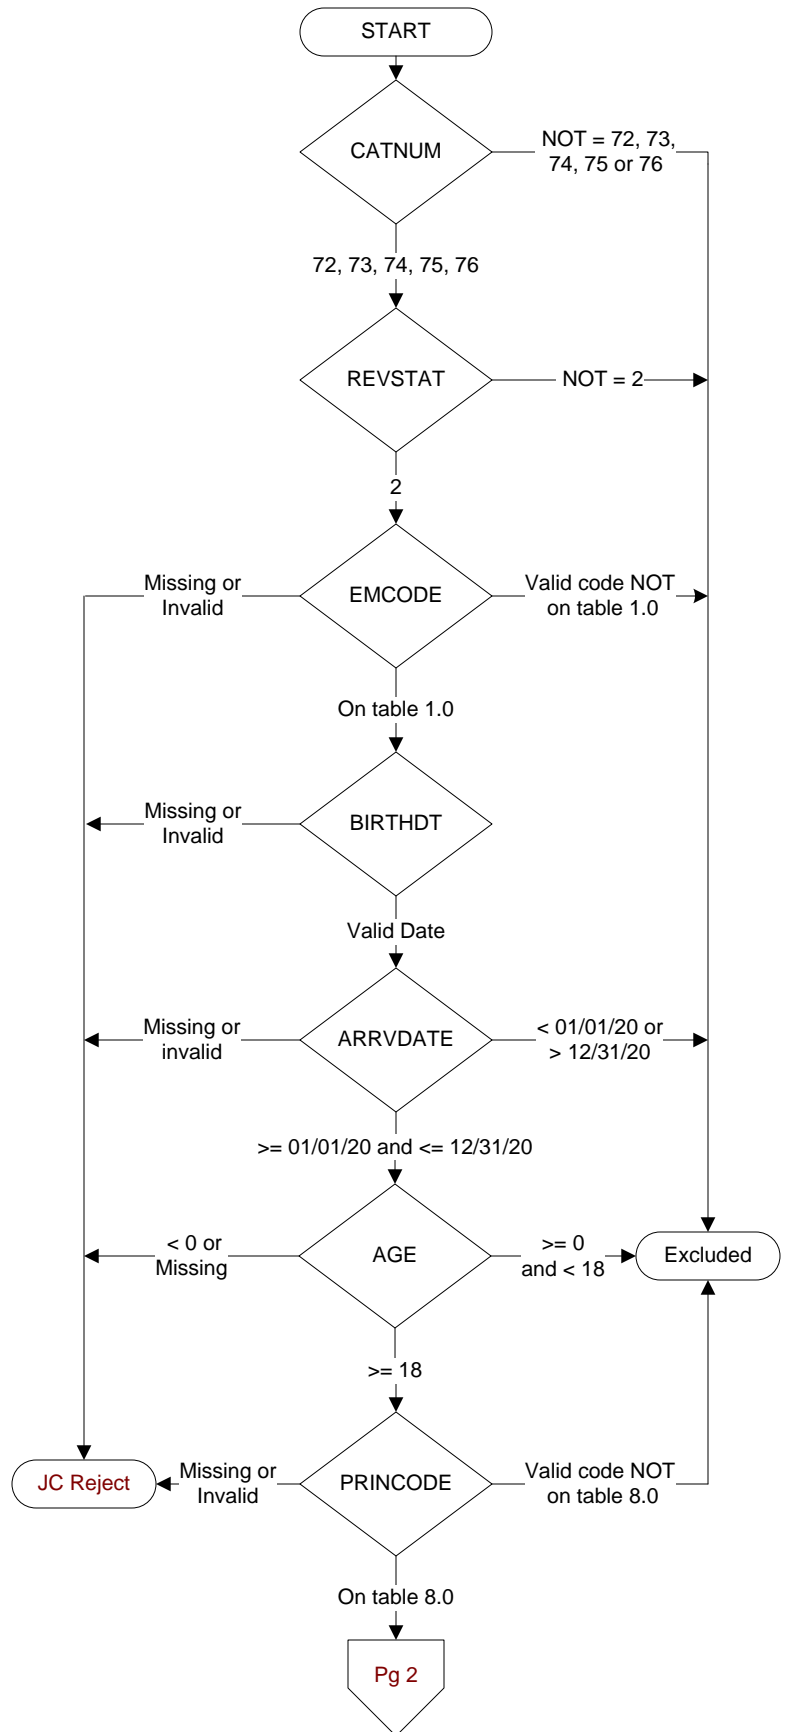 START
CATNUM
NOT = 72, 73,
74, 75 or 76
72, 73, 74, 75, 76
REVSTAT
NOT = 2
2
Missing or
Invalid
EMCODE
Valid code NOT
on table 1.0
On table 1.0
Missing or
Invalid
BIRTHDT
Valid Date
Missing or
invalid
ARRVDATE
< 01/01/20 or
> 12/31/20
>= 01/01/20 and <= 12/31/20
< 0 or
Missing
AGE
>= 0
and < 18
Excluded
>= 18
JC Reject
Missing or
Invalid
PRINCODE
Valid code NOT
on table 8.0
On table 8.0
Pg 2